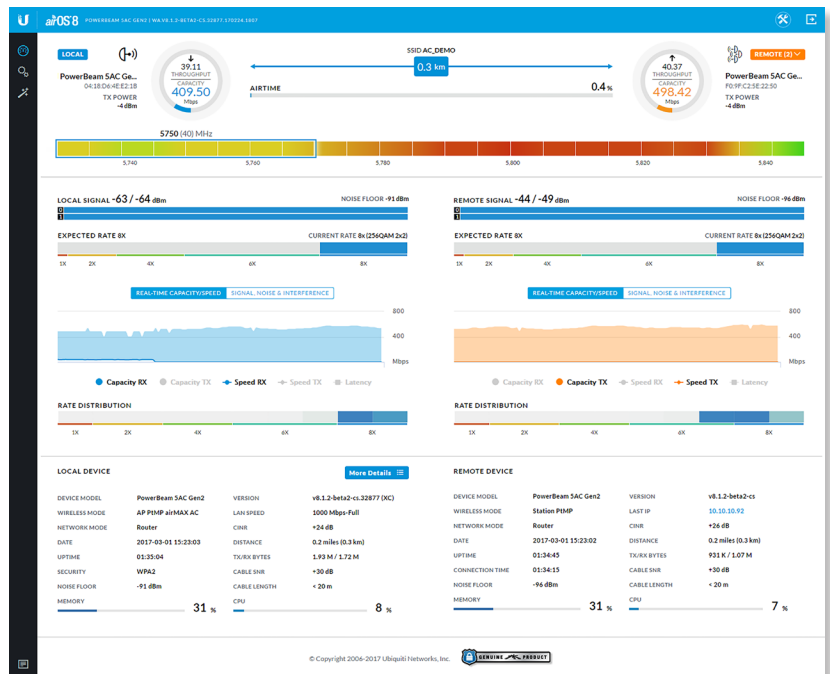 airOS8 POWERBEAM 5AC GEN2 | WA.V8.1.2-BETA2-CS.32877.170324.1807
LOCAL
PowerBeam 5AC Ge...
04:18:D6:4E:E2:18
TX POWER
-4 dBm
39.11
THROUGHPUT
CAPACITY
409.50
Mbps
SSID AC_DEMO
0.3 km
AIRTIME 0.4 %
40.37
THROUGHPUT
CAPACITY
498.42
Mbps
REMOTE [2]
PowerBeam 5AC Ge...
F0:9F:C2:5E:22:50
TX POWER
-4 dBm
5750 (40) MHz
5,740 5,760 5,780 5,800 5,820 5,840
LOCAL SIGNAL -63 / -64 dBm NOISE FLOOR -91 dBm
0
1
EXPECTED RATE 8X CURRENT RATE 8x (256QAM 2x2)
1X 2X 4X 6X 8X
REAL-TIME CAPACITY/SPEED SIGNAL, NOISE & INTERFERENCE
800
400
Mbps
Capacity RX Capacity TX Speed RX Speed TX Latency
RATE DISTRIBUTION
1X 2X 4X 6X 8X
REMOTE SIGNAL -44 / -49 dBm NOISE FLOOR -96 dBm
0
1
EXPECTED RATE 8X CURRENT RATE 8x (256QAM 2x2)
1X 2X 4X 6X 8X
REAL-TIME CAPACITY/SPEED SIGNAL, NOISE & INTERFERENCE
800
400
Mbps
Capacity RX Capacity TX Speed RX Speed TX Latency
RATE DISTRIBUTION
1X 2X 4X 6X 8X
LOCAL DEVICE More Details
DEVICE MODEL PowerBeam 5AC Gen2 VERSION v8.1.2-beta2-cs.32877 (XC)
WIRELESS MODE AP PtMP airMAX AC LAN SPEED 1000 Mbps-Full
NETWORK MODE Router CINR +24 dB
DATE 2017-03-01 15:23:03 DISTANCE 0.2 miles (0.3 km)
UPTIME 01:35:04 TX/RX BYTES 1.93 M / 1.72 M
SECURITY WPA2 CABLE SNR +30 dB
NOISE FLOOR -91 dBm CABLE LENGTH < 20 m
MEMORY 31 % CPU 8 %
REMOTE DEVICE
DEVICE MODEL PowerBeam 5AC Gen2 VERSION v8.1.2-beta2-cs
WIRELESS MODE Station PtMP LAST IP 10.10.10.92
NETWORK MODE Router CINR +26 dB
DATE 2017-03-01 15:23:02 DISTANCE 0.2 miles (0.3 km)
UPTIME 01:34:45 TX/RX BYTES 931 K / 1.07 M
CONNECTION TIME 01:34:15 CABLE SNR +30 dB
NOISE FLOOR -96 dBm CABLE LENGTH < 20 m
MEMORY 31 % CPU 7 %
© Copyright 2006-2017 Ubiquiti Networks, Inc. GENUINE PRODUCT